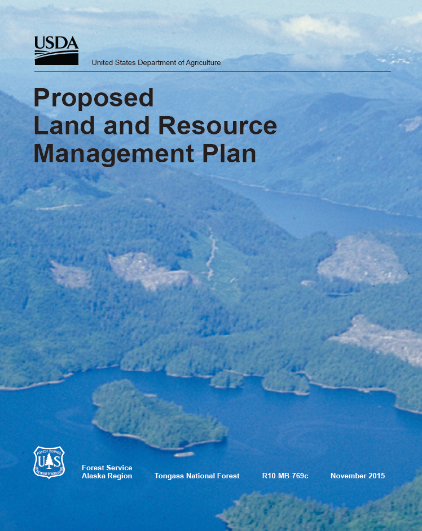 USDA
United States Department of Agriculture
Proposed
Land and Resource
Management Plan
Forest Service
Alaska Region
Tongass National Forest
R10 MB 769c
November 2015